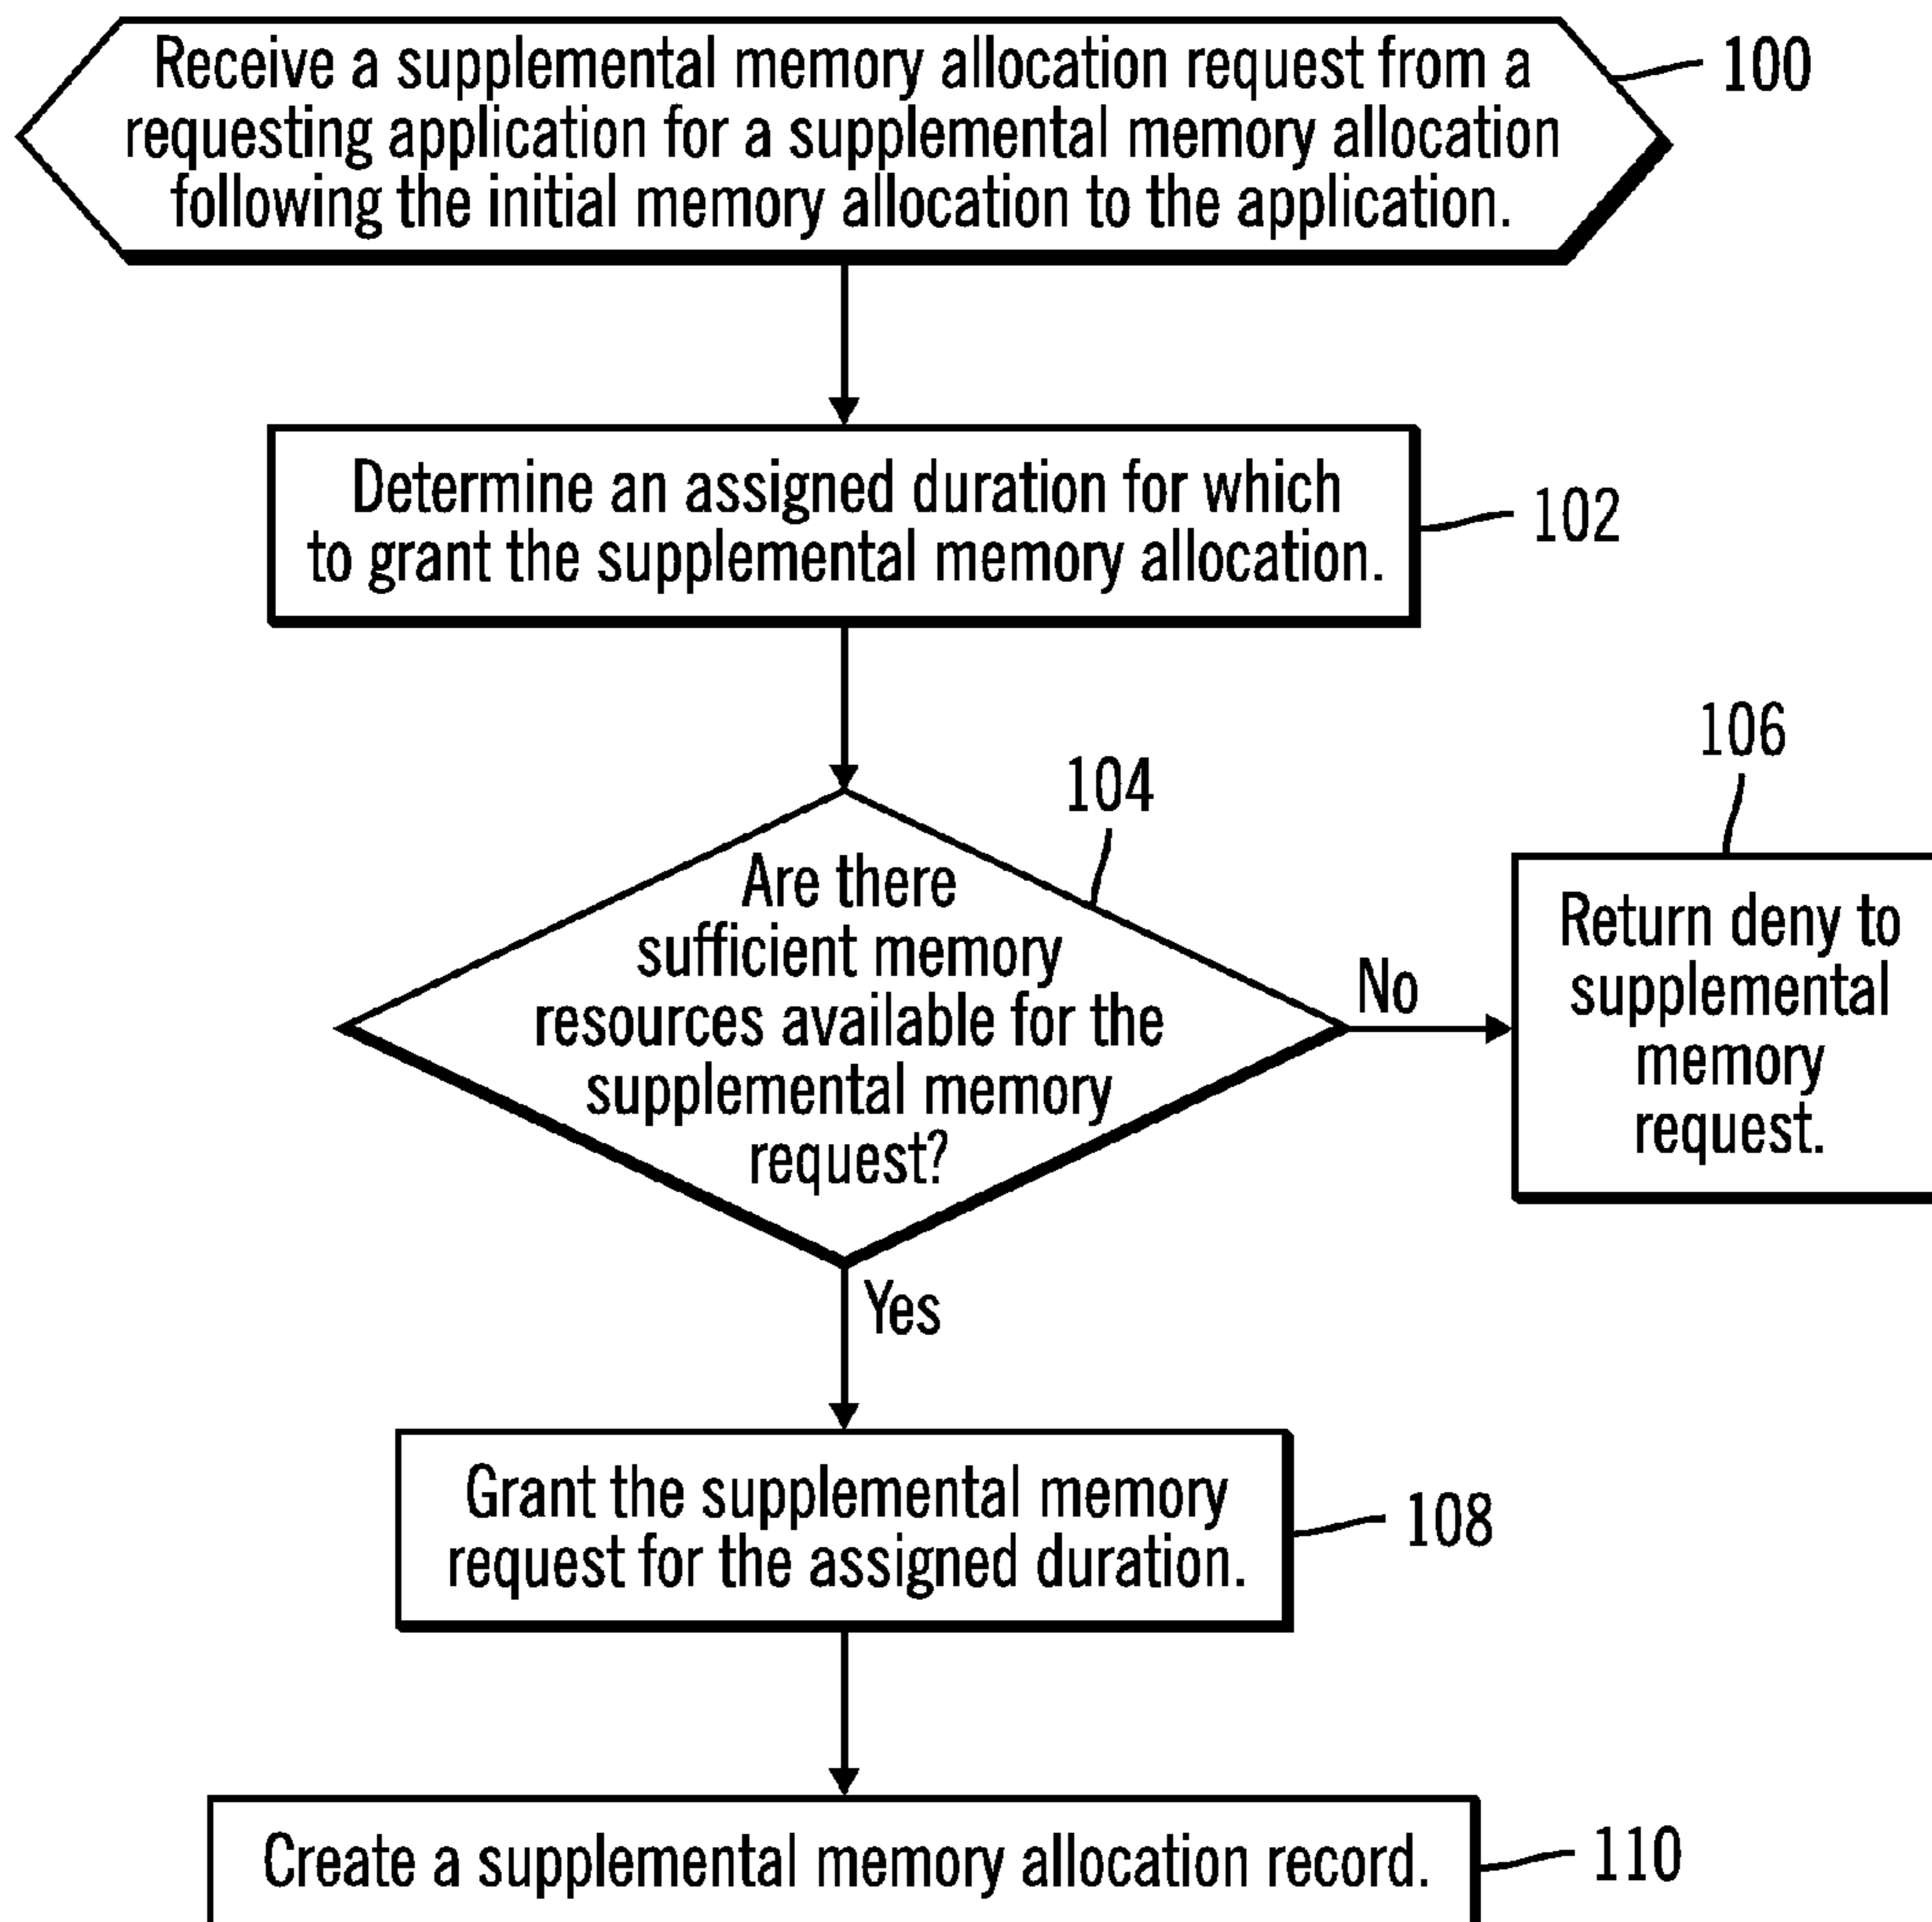 Receive a supplemental memory allocation request from a
requesting application for a supplemental memory allocation
following the initial memory allocation to the application.
100
Determine an assigned duration for which
to grant the supplemental memory allocation.
102
104
Are there
sufficient memory
resources available for the
supplemental memory
request?
No
106
Return deny to
supplemental
memory
request.
Yes
Grant the supplemental memory
request for the assigned duration.
108
Create a supplemental memory allocation record.
110